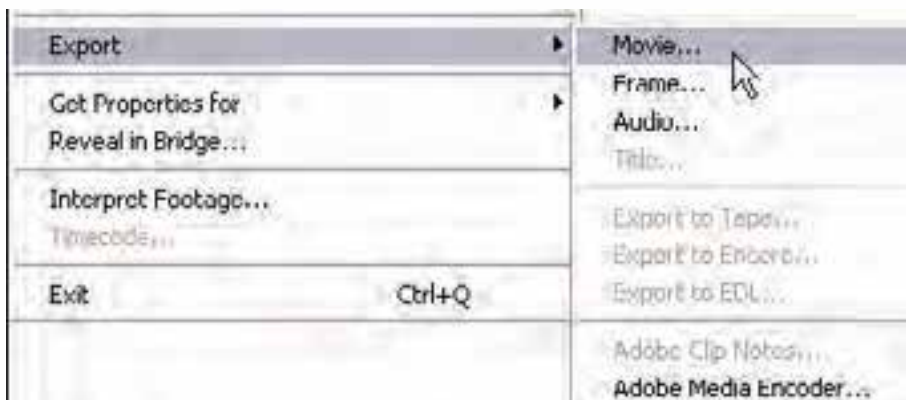 Export
Get Properties for
Reveal in Bridge...
Interpret Footage...
Timecode...
Exit Ctrl+Q
Movie...
Frame...
Audio...
Title...
Export to Tape...
Export to Encore...
Export to EDL...
Adobe Clip Notes...
Adobe Media Encoder...